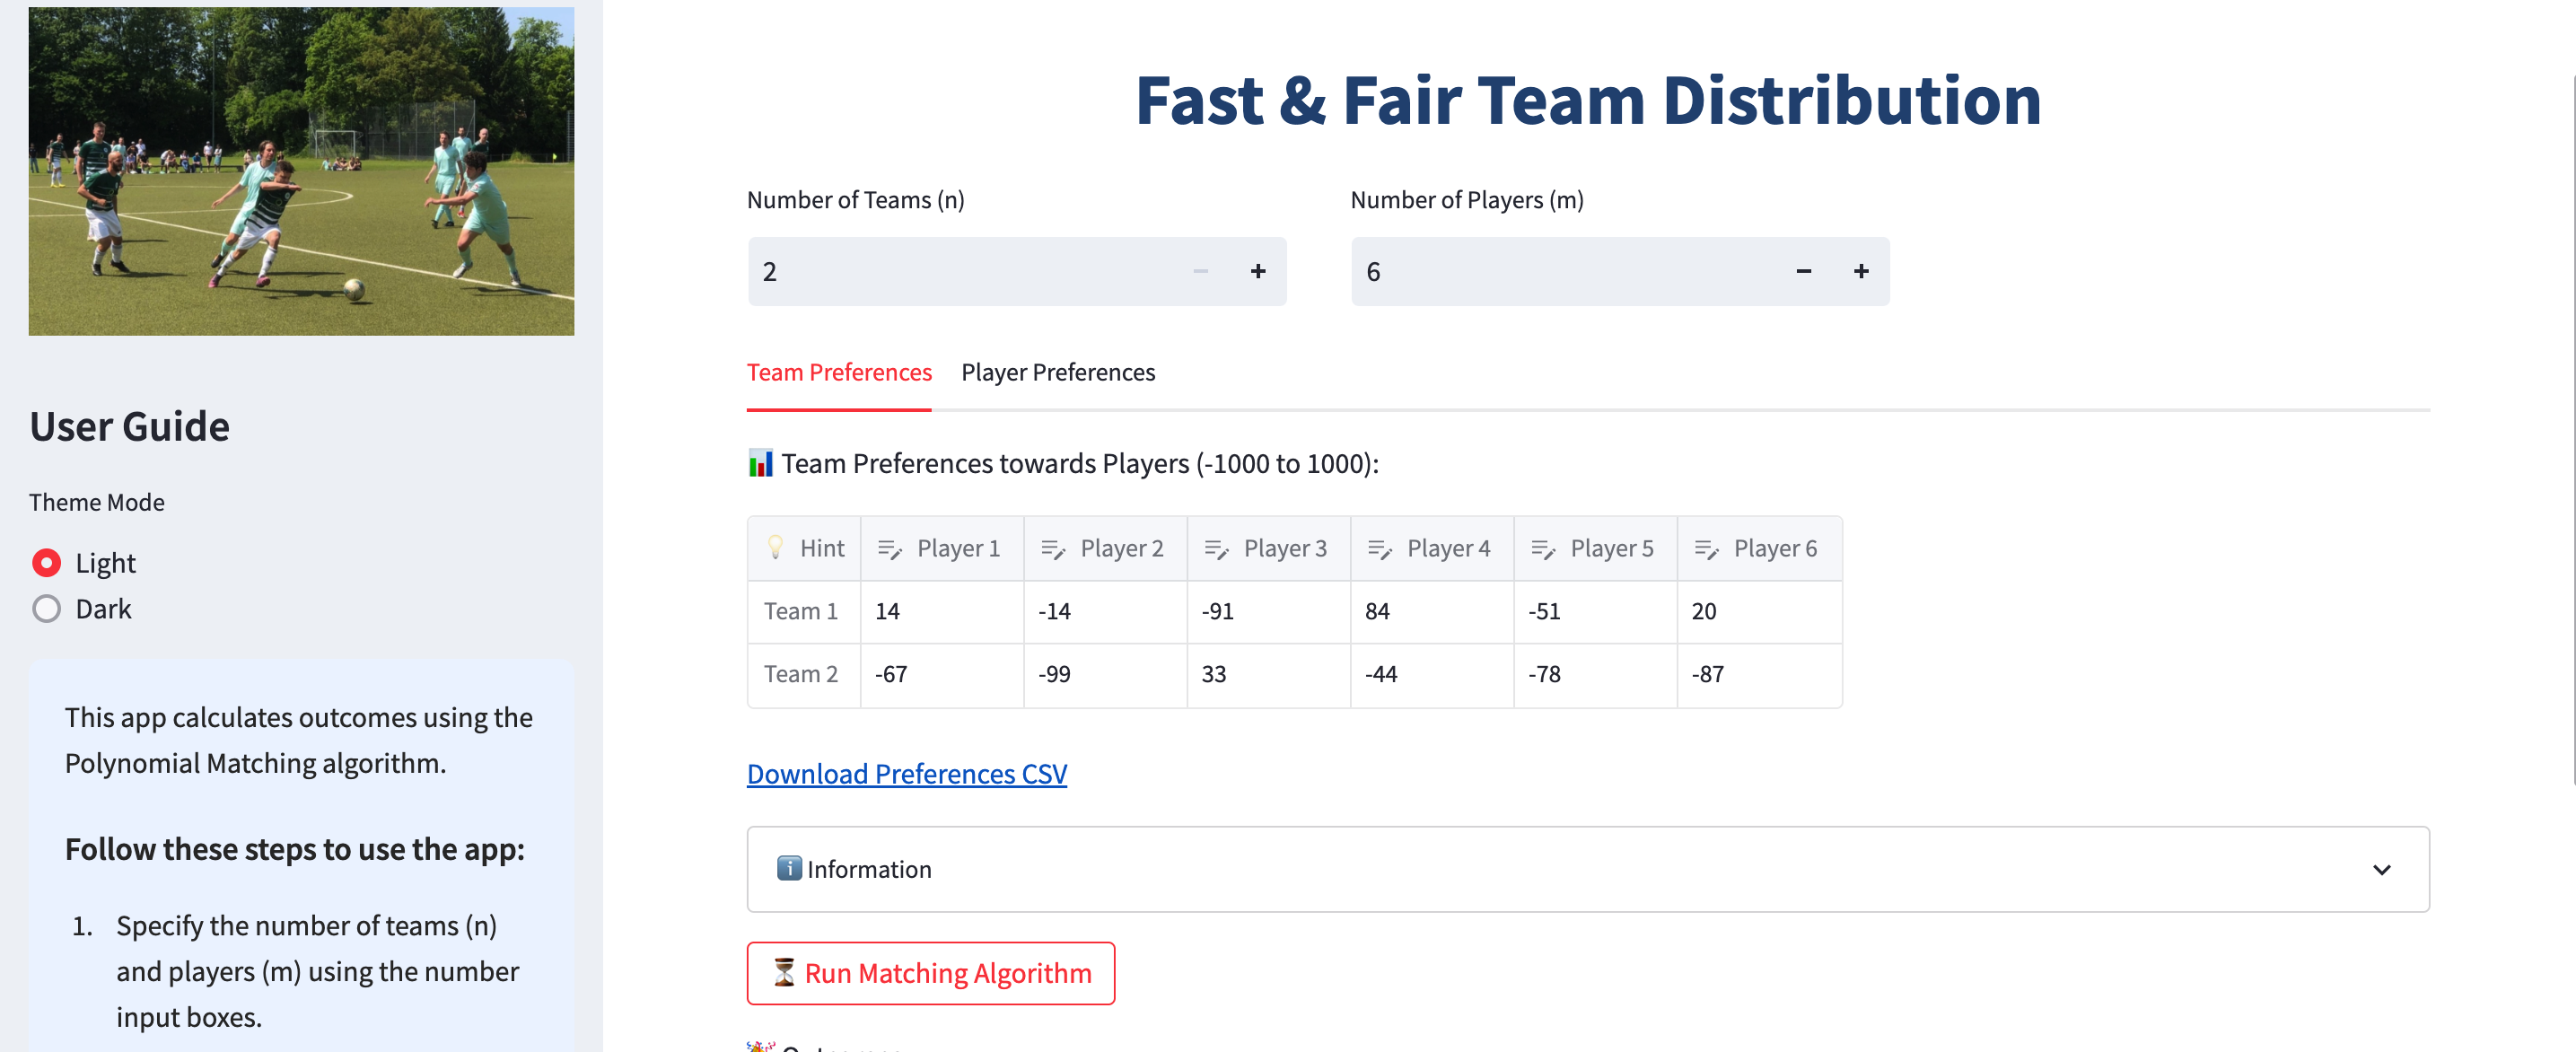 User Guide
Theme Mode
Light
Dark
This app calculates outcomes using the
Polynomial Matching algorithm.
Follow these steps to use the app:
1. Specify the number of teams (n)
and players (m) using the number
input boxes.
Fast & Fair Team Distribution
Number of Teams (n)
Number of Players (m)
2 − +
6 − +
Team Preferences Player Preferences
📊 Team Preferences towards Players (-1000 to 1000):
💡 Hint Player 1 Player 2 Player 3 Player 4 Player 5 Player 6
Team 1 14 -14 -91 84 -51 20
Team 2 -67 -99 33 -44 -78 -87
Download Preferences CSV
ℹ️ Information
⏳ Run Matching Algorithm